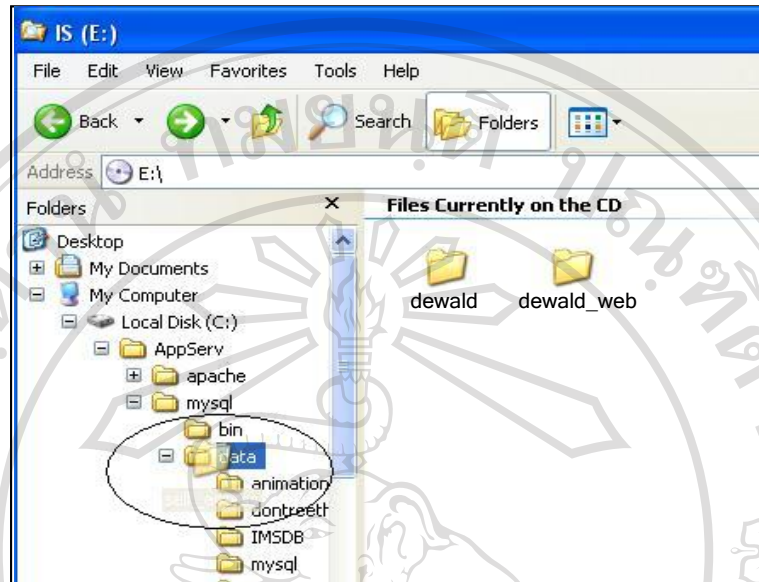 IS (E:)
File Edit View Favorites Tools Help
Back Search Folders
Address E:\
Folders × Files Currently on the CD
Desktop
My Documents
My Computer
Local Disk (C:)
AppServ
apache
mysql
bin
data
animation
dontreeth
IMSDB
mysql
dewald dewald_web